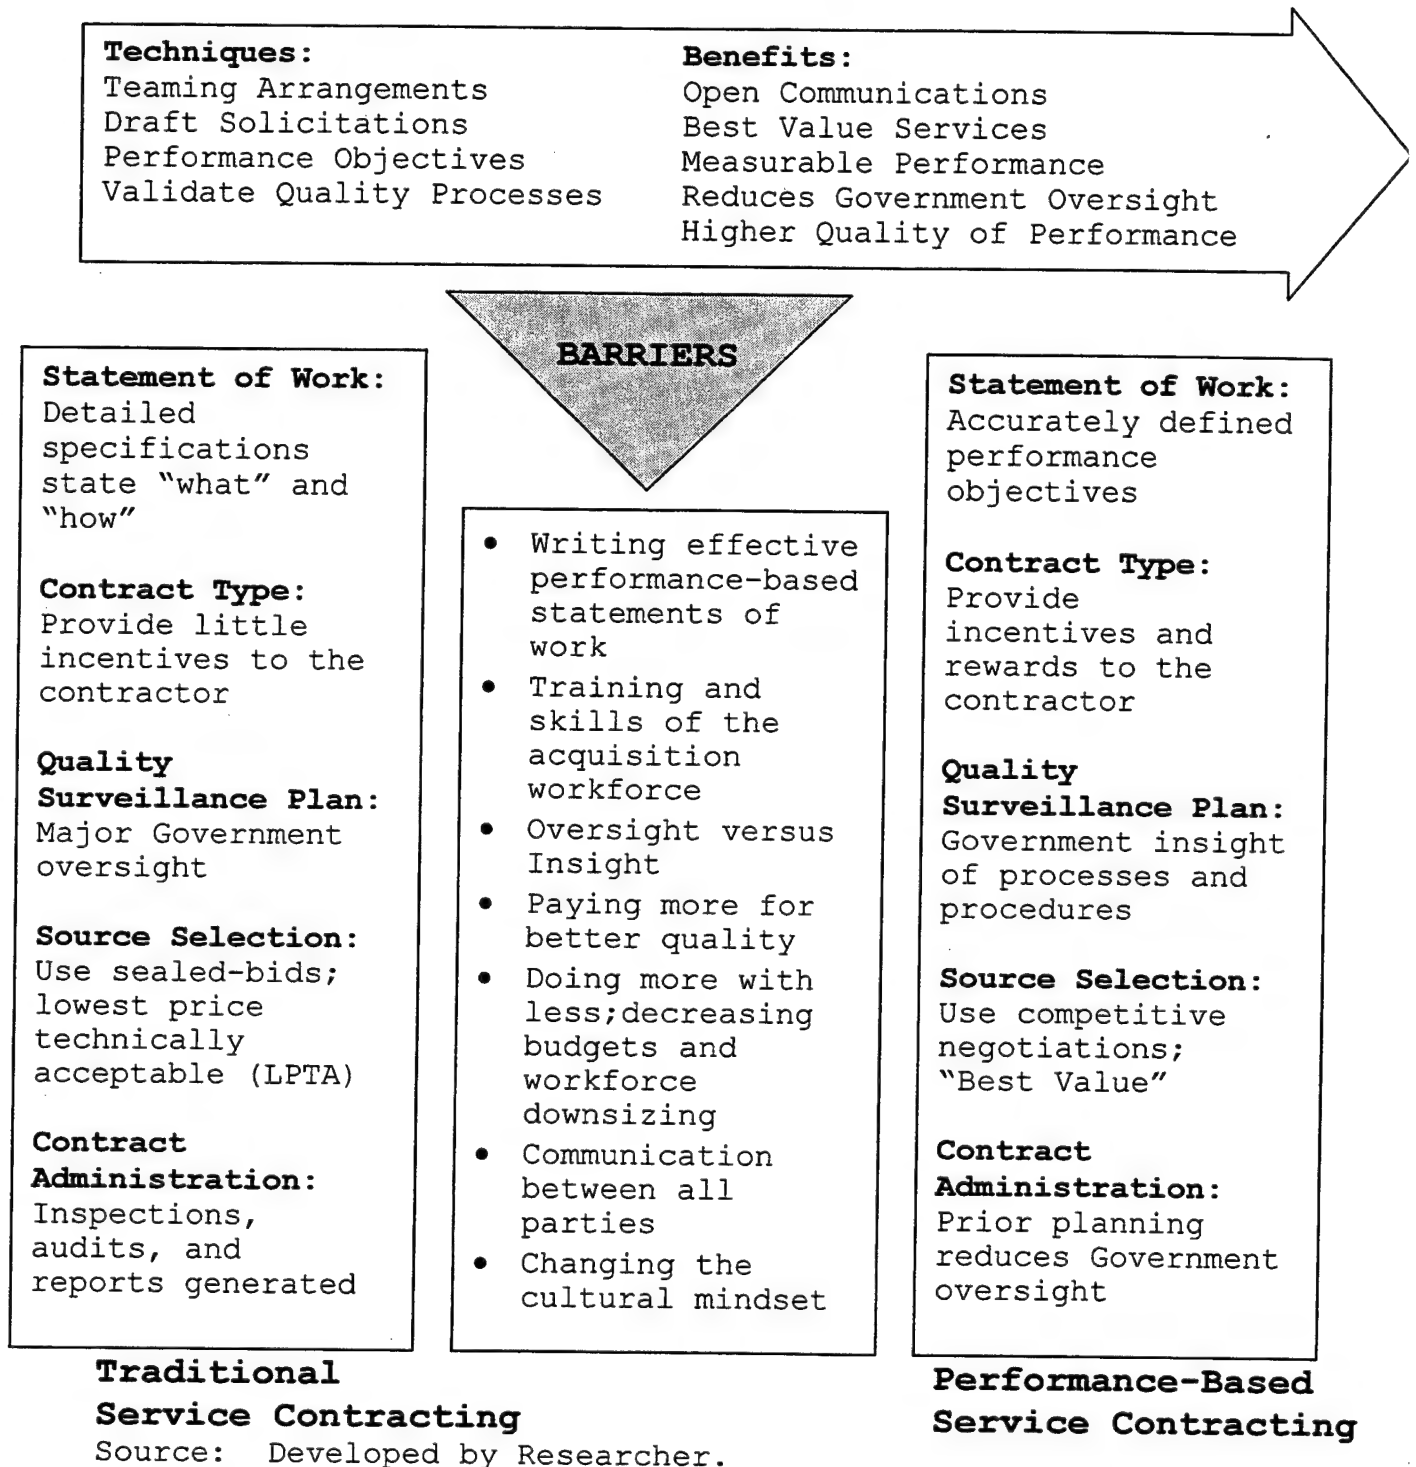 Techniques:
Teaming Arrangements
Draft Solicitations
Performance Objectives
Validate Quality Processes
Benefits:
Open Communications
Best Value Services
Measurable Performance
Reduces Government Oversight
Higher Quality of Performance
BARRIERS
Statement of Work:
Detailed
specifications
state "what" and
"how"
Contract Type:
Provide little
incentives to the
contractor
Quality
Surveillance Plan:
Major Government
oversight
Source Selection:
Use sealed-bids;
lowest price
technically
acceptable (LPTA)
Contract
Administration:
Inspections,
audits, and
reports generated
Traditional
Service Contracting
• Writing effective
performance-based
statements of
work
• Training and
skills of the
acquisition
workforce
• Oversight versus
Insight
• Paying more for
better quality
• Doing more with
less;decreasing
budgets and
workforce
downsizing
• Communication
between all
parties
• Changing the
cultural mindset
Statement of Work:
Accurately defined
performance
objectives
Contract Type:
Provide
incentives and
rewards to the
contractor
Quality
Surveillance Plan:
Government insight
of processes and
procedures
Source Selection:
Use competitive
negotiations;
"Best Value"
Contract
Administration:
Prior planning
reduces Government
oversight
Performance-Based
Service Contracting
Source: Developed by Researcher.